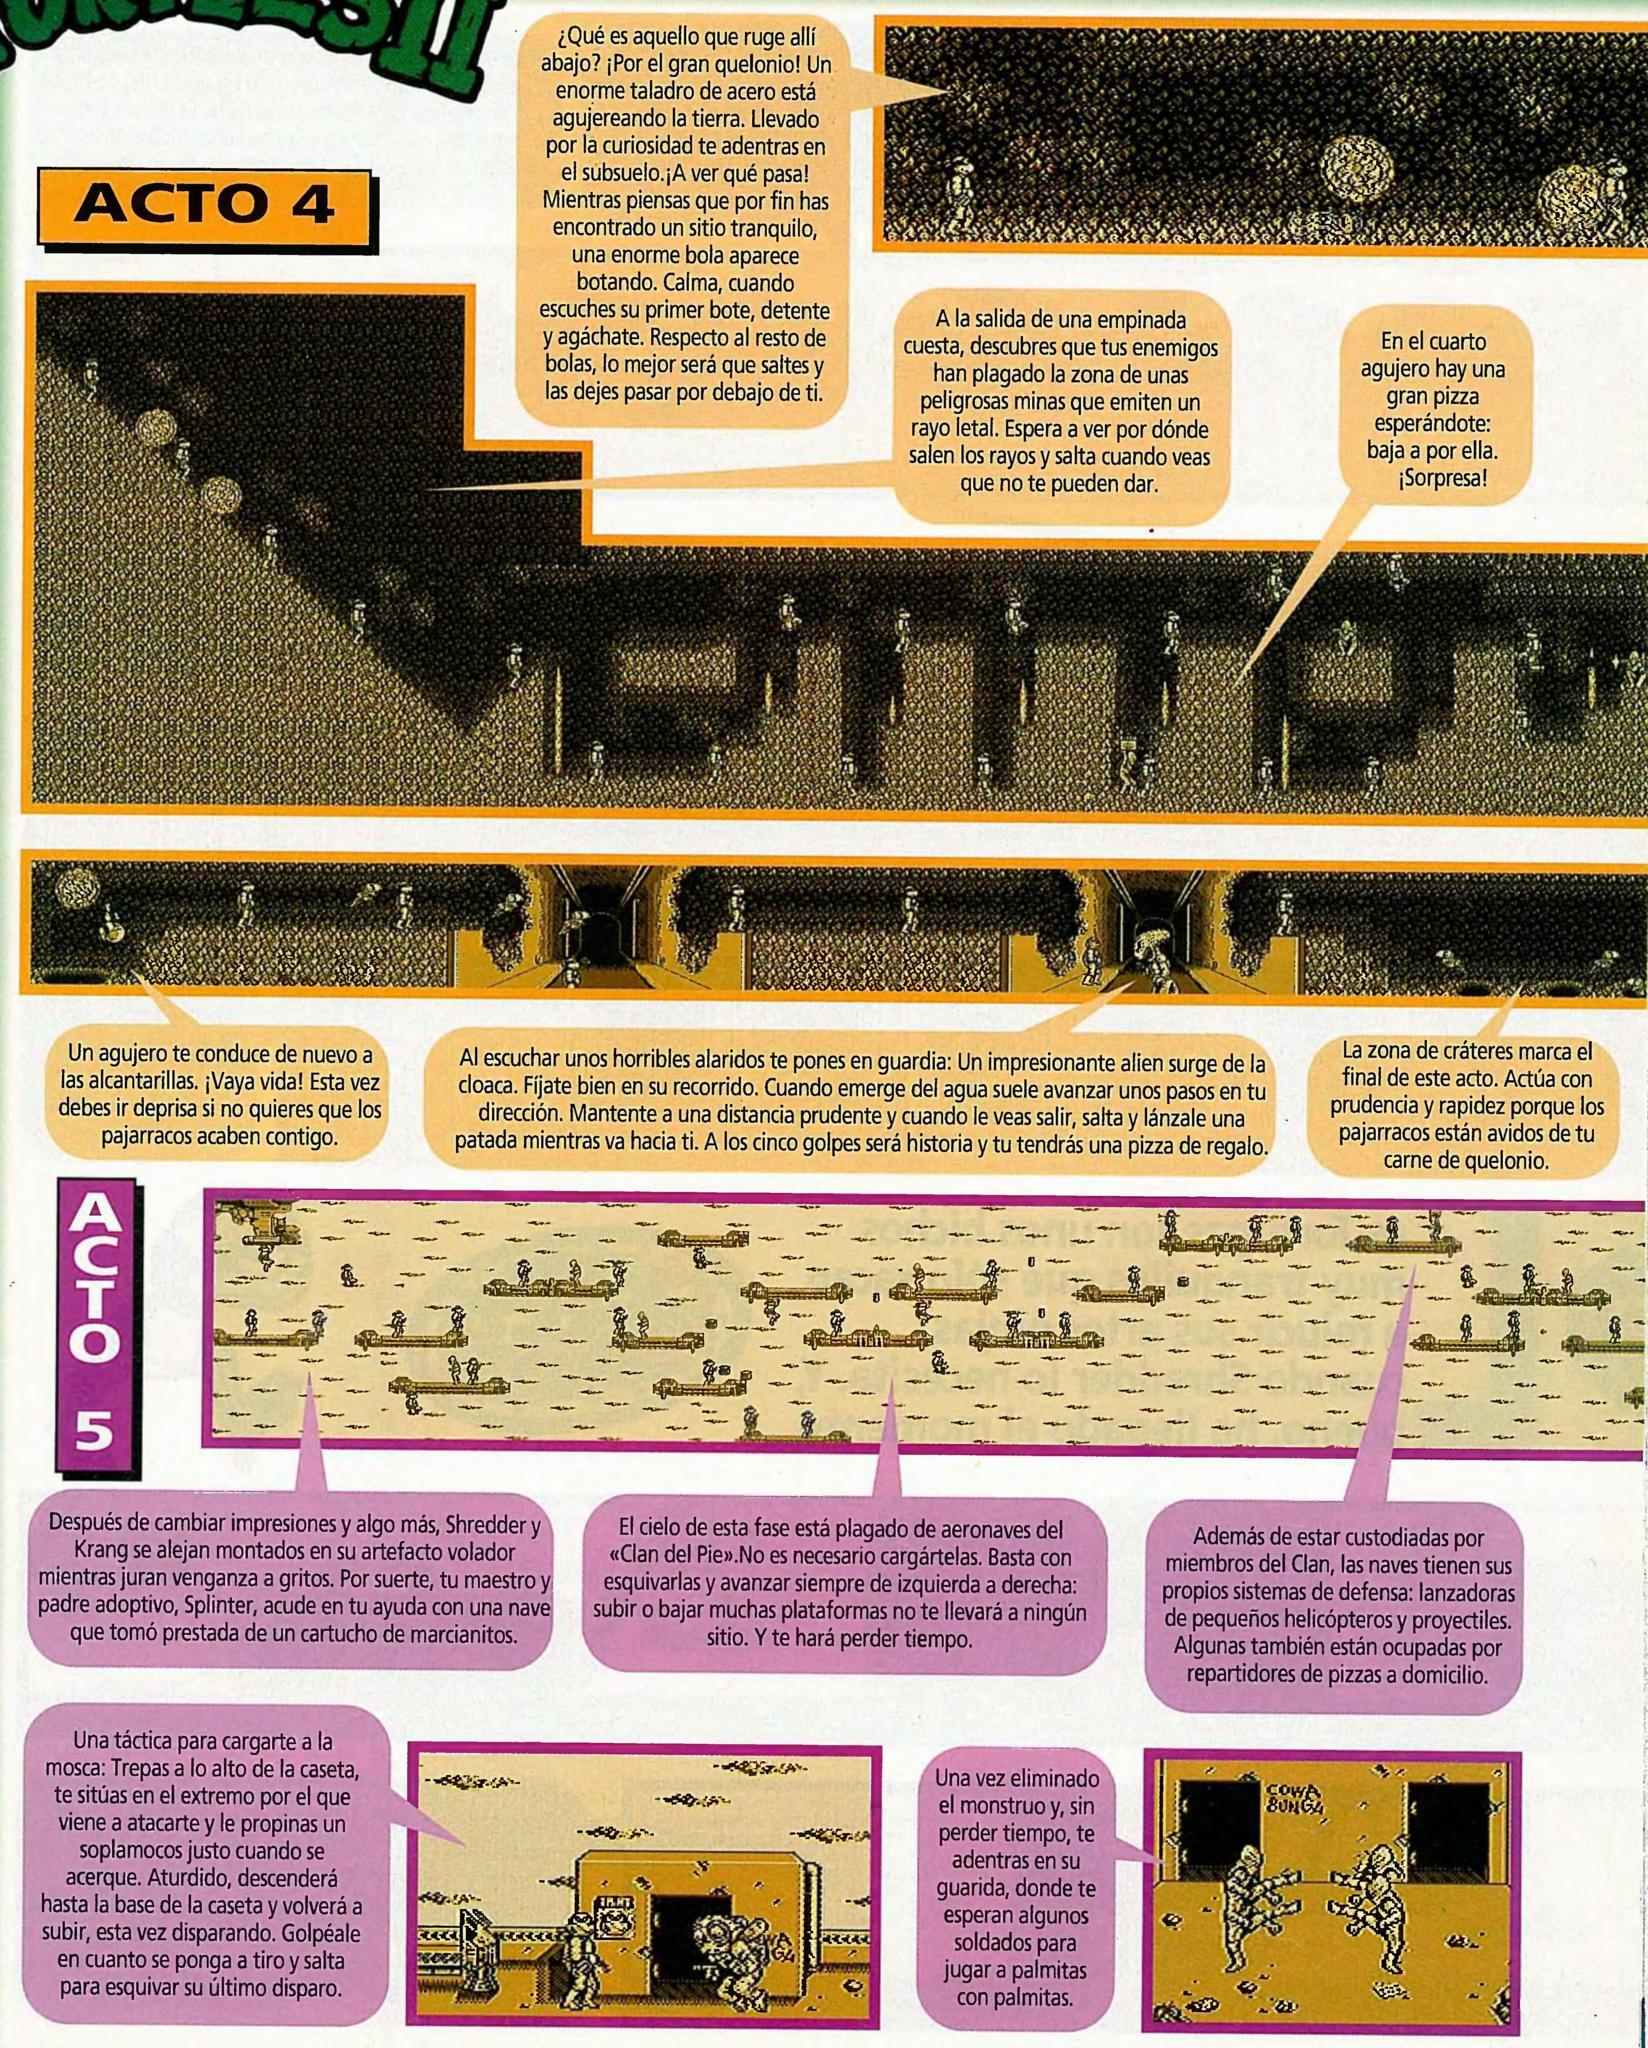 ACTO 4
¿Qué es aquello que ruge allí
abajo? ¡Por el gran quelonio! Un
enorme taladro de acero está
agujereando la tierra. Llevado
por la curiosidad te adentras en
el subsuelo.¡A ver qué pasa!
Mientras piensas que por fin has
encontrado un sitio tranquilo,
una enorme bola aparece
botando. Calma, cuando
escuches su primer bote, detente
y agáchate. Respecto al resto de
bolas, lo mejor será que saltes y
las dejes pasar por debajo de ti.
A la salida de una empinada
cuesta, descubres que tus enemigos
han plagado la zona de unas
peligrosas minas que emiten un
rayo letal. Espera a ver por dónde
salen los rayos y salta cuando veas
que no te pueden dar.
En el cuarto
agujero hay una
gran pizza
esperándote:
baja a por ella.
¡Sorpresa!
Un agujero te conduce de nuevo a
las alcantarillas. ¡Vaya vida! Esta vez
debes ir deprisa si no quieres que los
pajarracos acaben contigo.
Al escuchar unos horribles alaridos te pones en guardia: Un impresionante alien surge de la
cloaca. Fíjate bien en su recorrido. Cuando emerge del agua suele avanzar unos pasos en tu
dirección. Mantente a una distancia prudente y cuando le veas salir, salta y lánzale una
patada mientras va hacia ti. A los cinco golpes será historia y tu tendrás una pizza de regalo.
La zona de cráteres marca el
final de este acto. Actúa con
prudencia y rapidez porque los
pajarracos están avidos de tu
carne de quelonio.
ACTO 5
Después de cambiar impresiones y algo más, Shredder y
Krang se alejan montados en su artefacto volador
mientras juran venganza a gritos. Por suerte, tu maestro y
padre adoptivo, Splinter, acude en tu ayuda con una nave
que tomó prestada de un cartucho de marcianitos.
El cielo de esta fase está plagado de aeronaves del
«Clan del Pie».No es necesario cargártelas. Basta con
esquivarlas y avanzar siempre de izquierda a derecha:
subir o bajar muchas plataformas no te llevará a ningún
sitio. Y te hará perder tiempo.
Además de estar custodiadas por
miembros del Clan, las naves tienen sus
propios sistemas de defensa: lanzadoras
de pequeños helicópteros y proyectiles.
Algunas también están ocupadas por
repartidores de pizzas a domicilio.
Una táctica para cargarte a la
mosca: Trepas a lo alto de la caseta,
te sitúas en el extremo por el que
viene a atacarte y le propinas un
soplamocos justo cuando se
acerque. Aturdido, descenderá
hasta la base de la caseta y volverá a
subir, esta vez disparando. Golpéale
en cuanto se ponga a tiro y salta
para esquivar su último disparo.
Una vez eliminado
el monstruo y, sin
perder tiempo, te
adentras en su
guarida, donde te
esperan algunos
soldados para
jugar a palmitas
con palmitas.
COWA
BUNGA